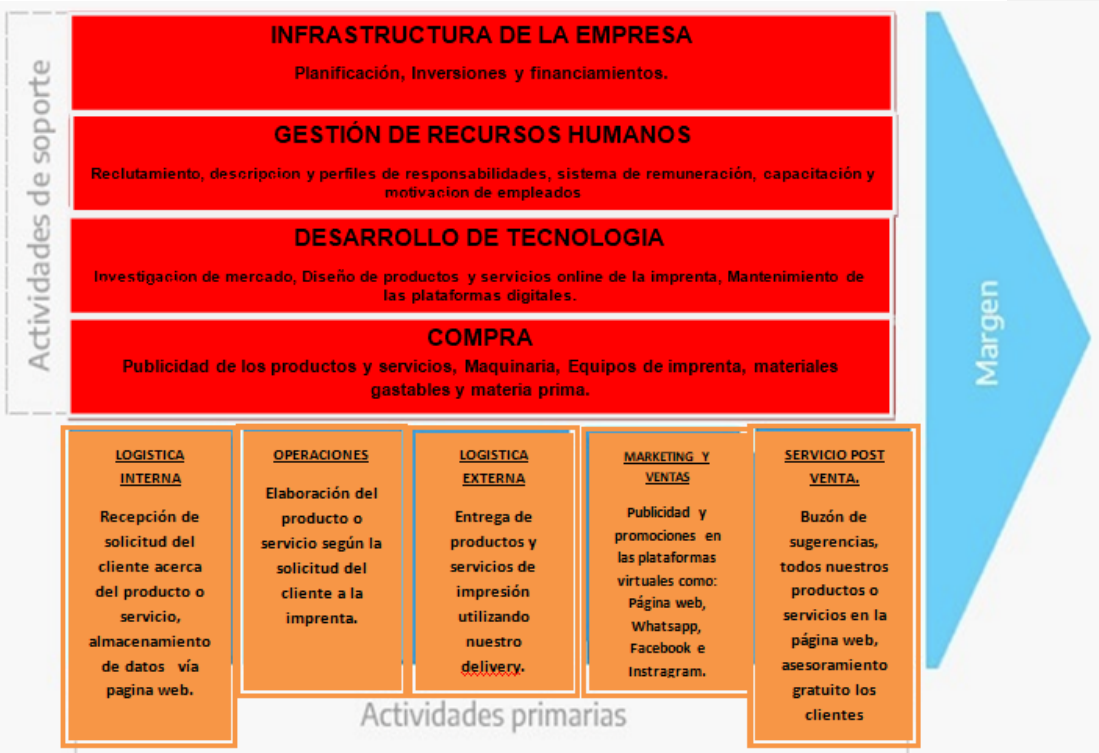 Actividades de soporte
INFRASTRUCTURA DE LA EMPRESA
Planificación, Inversiones y financiamientos.
GESTIÓN DE RECURSOS HUMANOS
Reclutamiento, descripcion y perfiles de responsabilidades, sistema de remuneración, capacitación y
motivacion de empleados
DESARROLLO DE TECNOLOGIA
Investigacion de mercado, Diseño de productos y servicios online de la imprenta, Mantenimiento de
las plataformas digitales.
COMPRA
Publicidad de los productos y servicios, Maquinaria, Equipos de imprenta, materiales
gastables y materia prima.
Margen
LOGISTICA
INTERNA
Recepción de
solicitud del
cliente acerca
del producto o
servicio,
almacenamiento
de datos vía
pagina web.
OPERACIONES
Elaboración del
producto o
servicio según la
solicitud del
cliente a la
imprenta.
LOGISTICA
EXTERNA
Entrega de
productos y
servicios de
impresión
utilizando
nuestro
delivery.
MARKETING Y
VENTAS
Publicidad y
promociones en
las plataformas
virtuales como:
Página web,
Whatsapp,
Facebook e
Instragram.
SERVICIO POST
VENTA.
Buzón de
sugerencias,
todos nuestros
productos o
servicios en la
página web,
asesoramiento
gratuito los
clientes
Actividades primarias